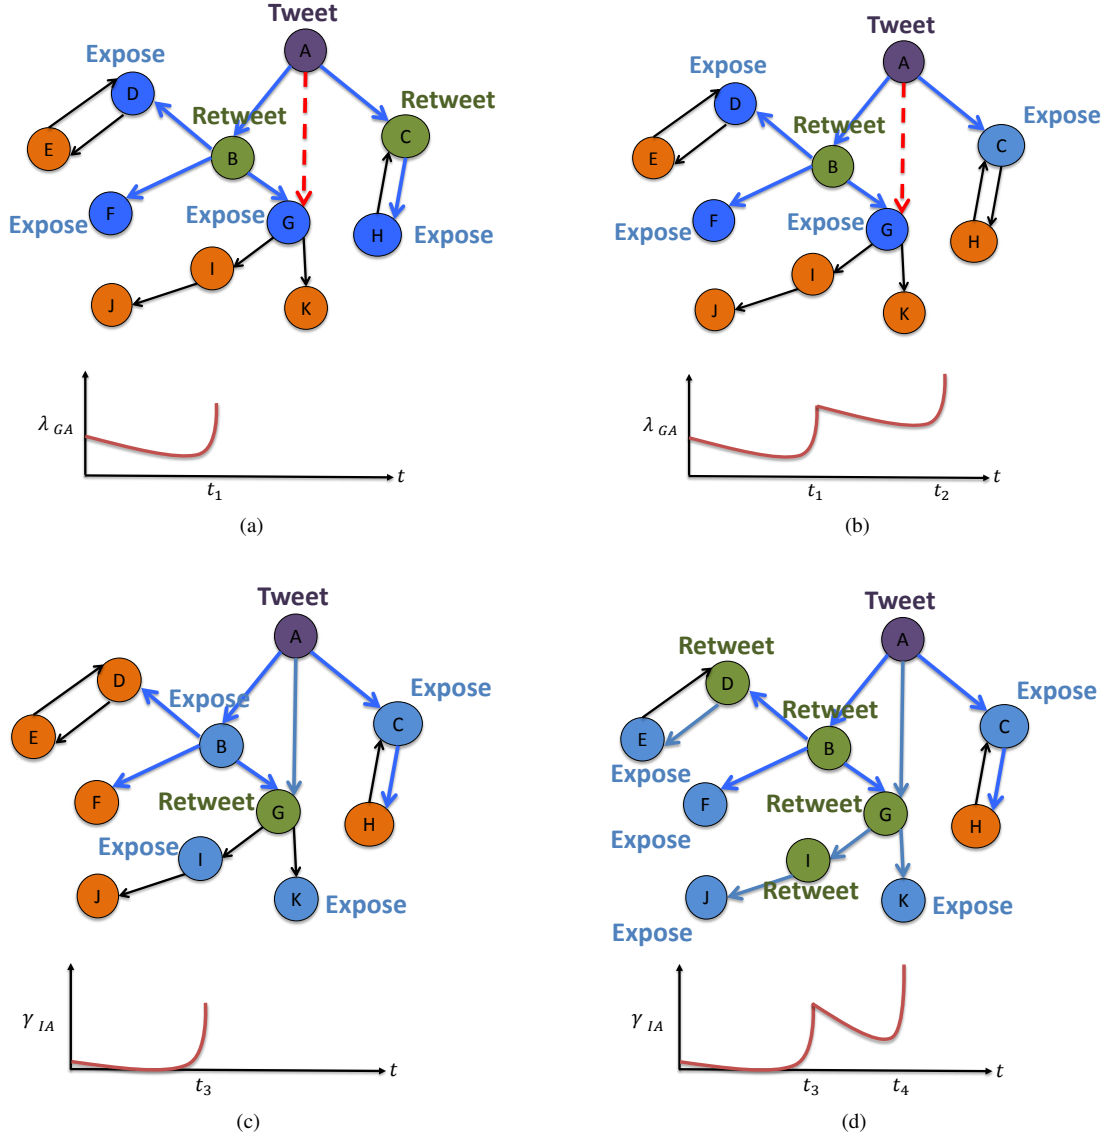 Tweet
A
Expose
D
Retweet
Retweet
E
B
C
F
Expose
Expose
G
H
Expose
I
J
K
λ GA
t
t1
(a)
Tweet
A
Expose
D
Expose
Retweet
C
E
B
F
Expose
Expose
G
H
I
J
K
λ GA
t
t1 t2
(b)
Tweet
A
D
Expose
Expose
C
E
B
F
Retweet
G
H
Expose
I
J
K
Expose
γ IA
t
t3
(c)
Tweet
A
Retweet
D
Expose
Retweet
C
E
B
Expose
F
Retweet
G
H
Expose
I
Retweet
J
K
Expose
Expose
γ IA
t
t3 t4
(d)